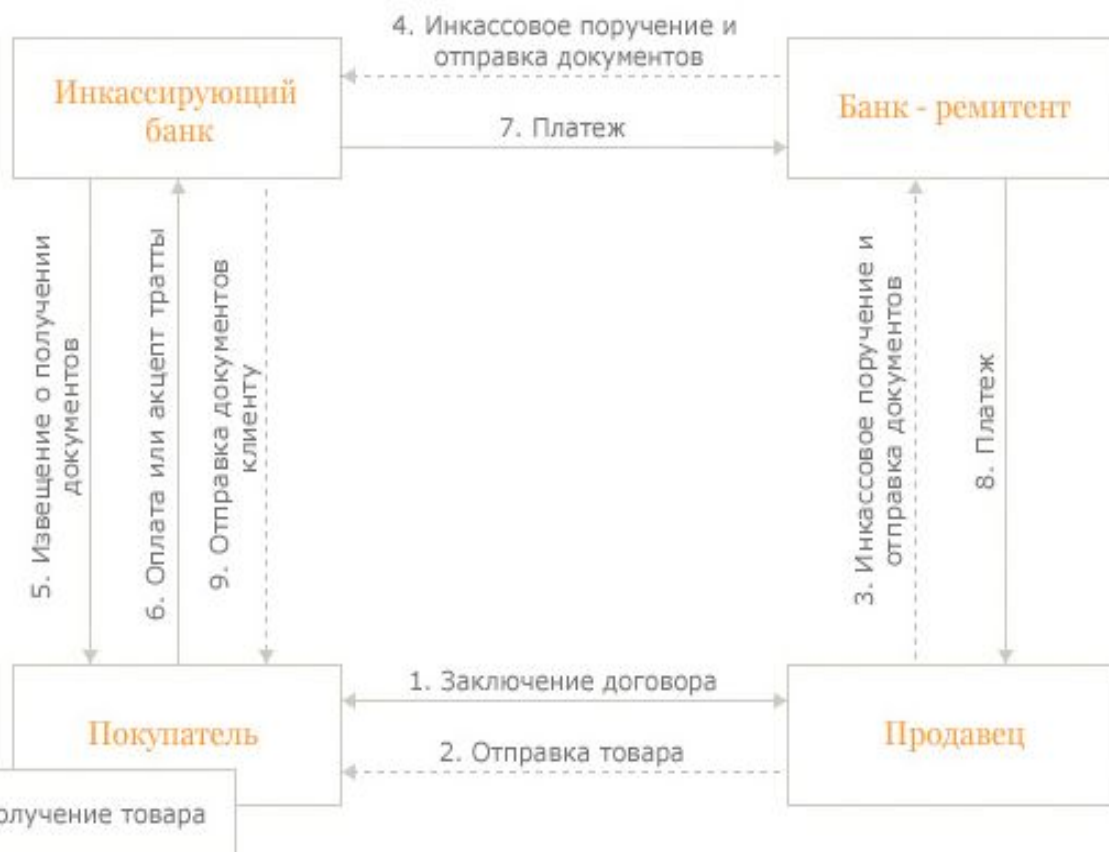 4. Инкассовое поручение и
отправка документов
Инкассирующий
банк
Банк - ремитент
7. Платеж
5. Извещение о получении
документов
6. Оплата или акцепт тратты
9. Отправка документов
клиенту
3. Инкассовое поручение и
отправка документов
8. Платеж
1. Заключение договора
Покупатель
Продавец
2. Отправка товара
товара